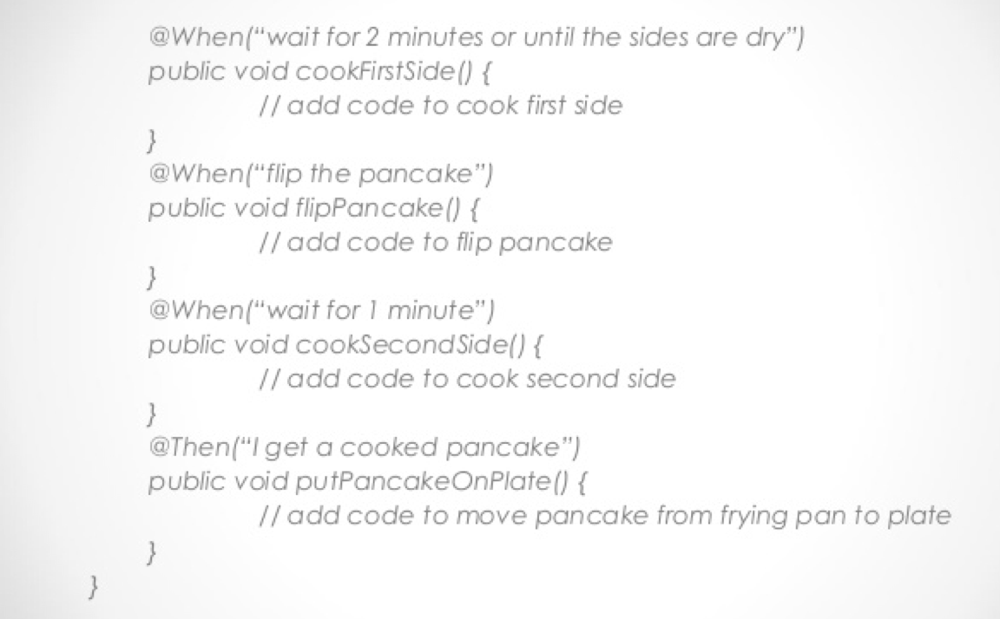 @When(“wait for 2 minutes or until the sides are dry”)
public void cookFirstSide() {
// add code to cook first side
}
@When(“flip the pancake”)
public void flipPancake() {
// add code to flip pancake
}
@When(“wait for 1 minute”)
public void cookSecondSide() {
// add code to cook second side
}
@Then(“I get a cooked pancake”)
public void putPancakeOnPlate() {
// add code to move pancake from frying pan to plate
}
}